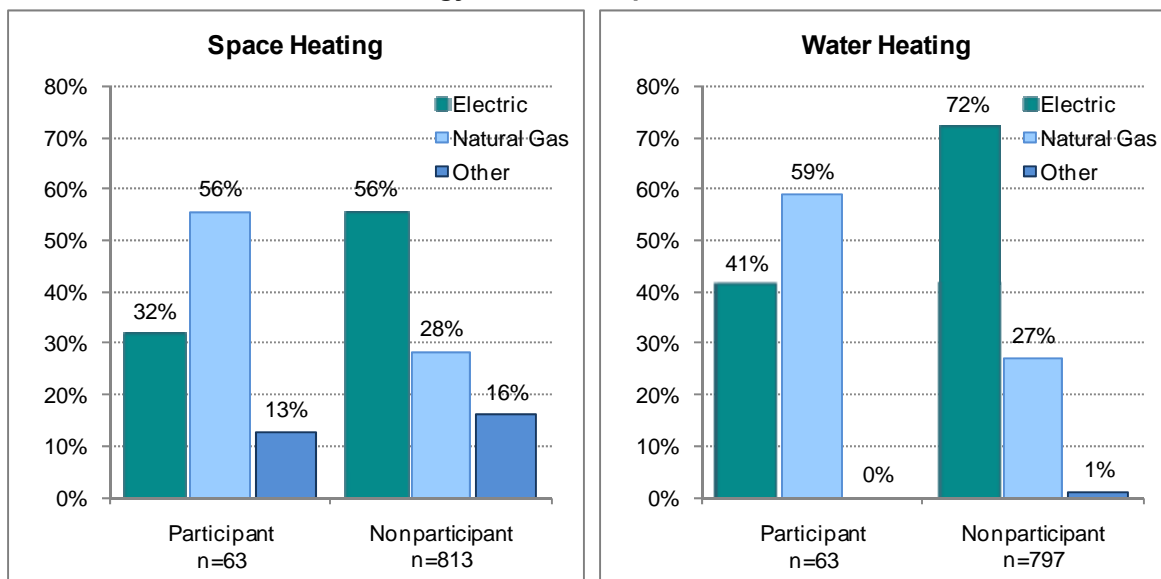 Space Heating
80%
70%
60%
50%
40%
30%
20%
10%
0%
Electric
Natural Gas
Other
32%
56%
13%
56%
28%
16%
Participant
n=63
Nonparticipant
n=813
Water Heating
80%
70%
60%
50%
40%
30%
20%
10%
0%
Electric
Natural Gas
Other
41%
59%
0%
72%
27%
1%
Participant
n=63
Nonparticipant
n=797